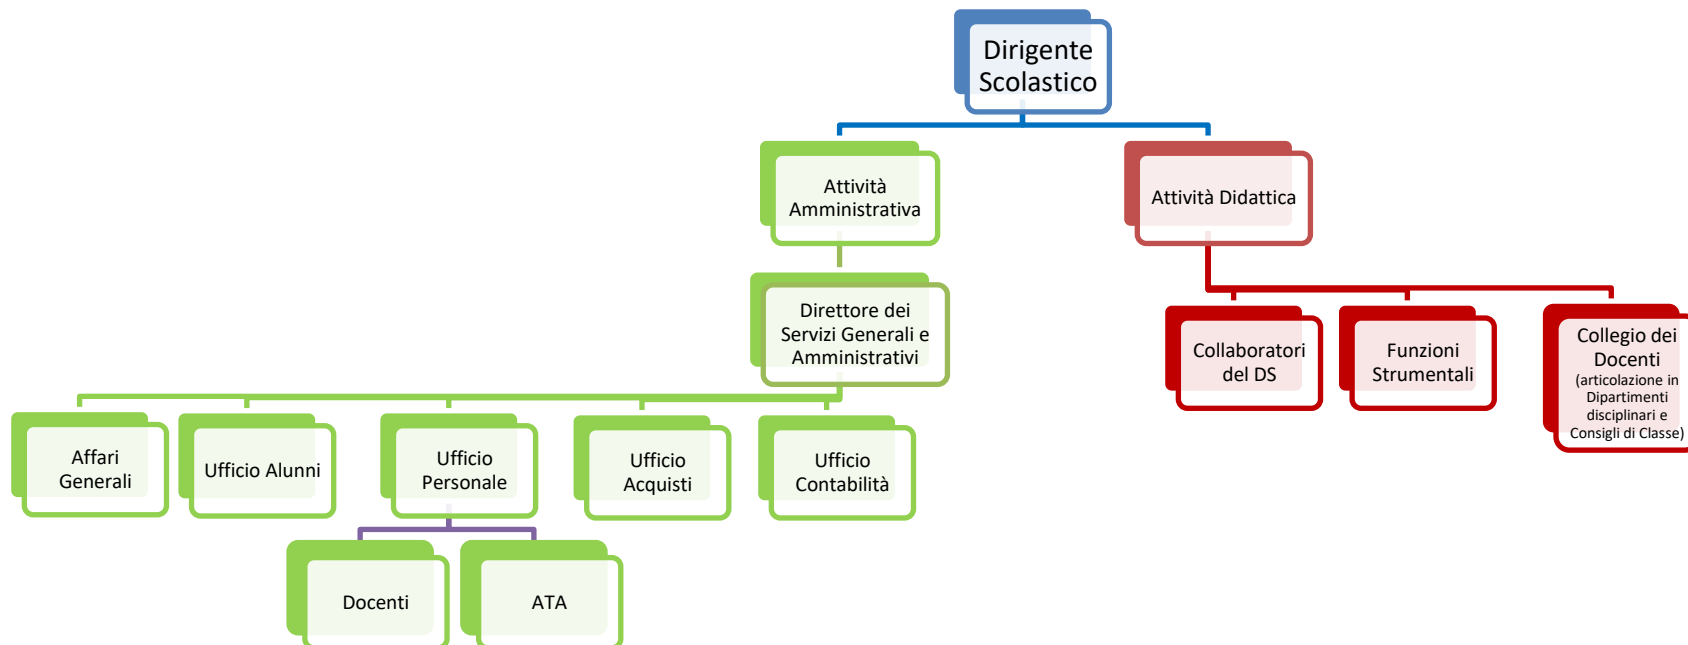 Dirigente
Scolastico
Attività
Amministrativa
Attività Didattica
Direttore dei
Servizi Generali e
Amministrativi
Collaboratori
del DS
Funzioni
Strumentali
Collegio dei
Docenti
(articolazione in
Dipartimenti
disciplinari e
Consigli di Classe)
Affari
Generali
Ufficio Alunni
Ufficio
Personale
Ufficio
Acquisti
Ufficio
Contabilità
Docenti
ATA